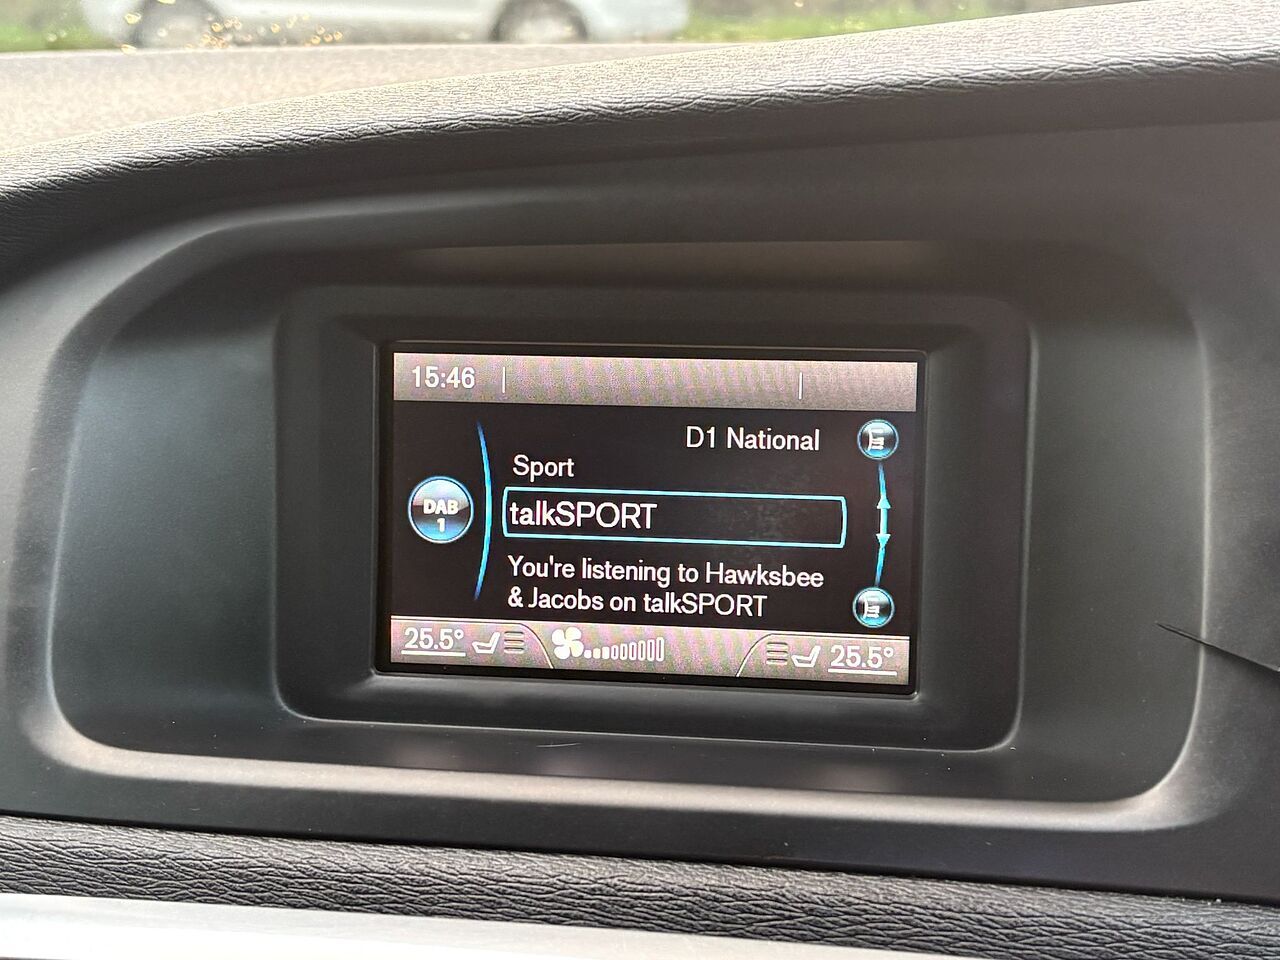 15:46
D1 National
Sport
DAB
1
talkSPORT
You're listening to Hawksbee
& Jacobs on talkSPORT
25.5° 25.5°